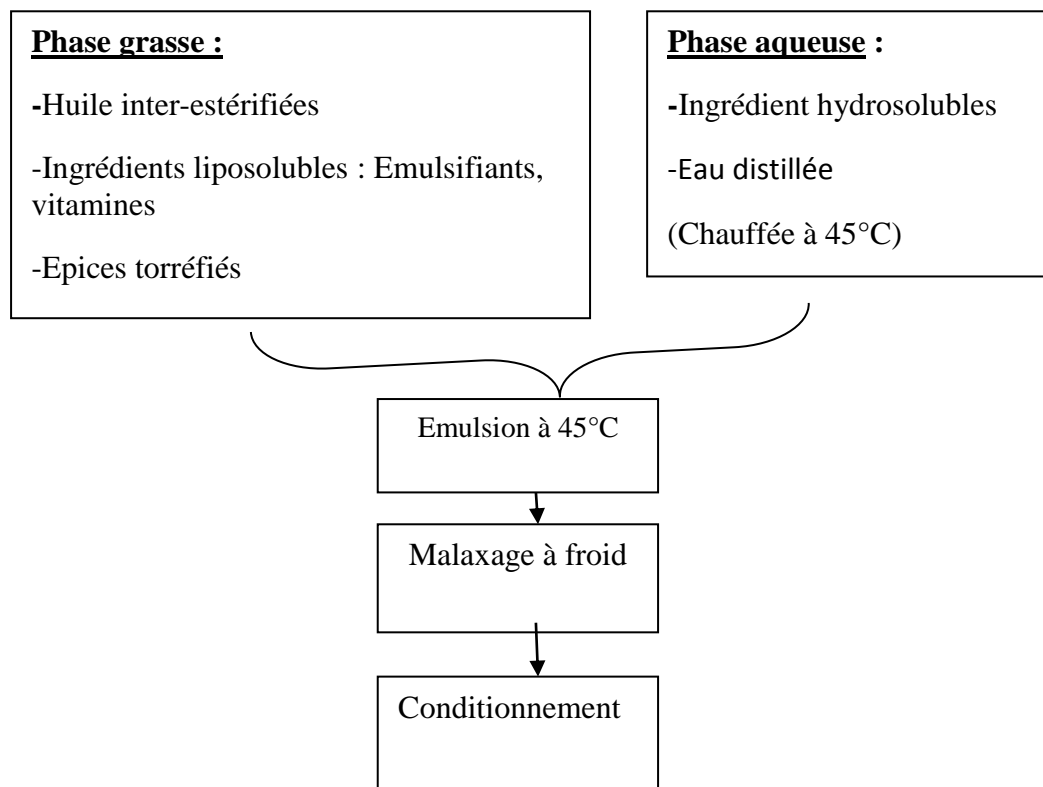 Phase grasse :
-Huile inter-estérifiées
-Ingrédients liposolubles : Emulsifiants,
vitamines
-Epices torréfiés
Phase aqueuse :
-Ingrédient hydrosolubles
-Eau distillée
(Chauffée à 45°C)
Emulsion à 45°C
Malaxage à froid
Conditionnement